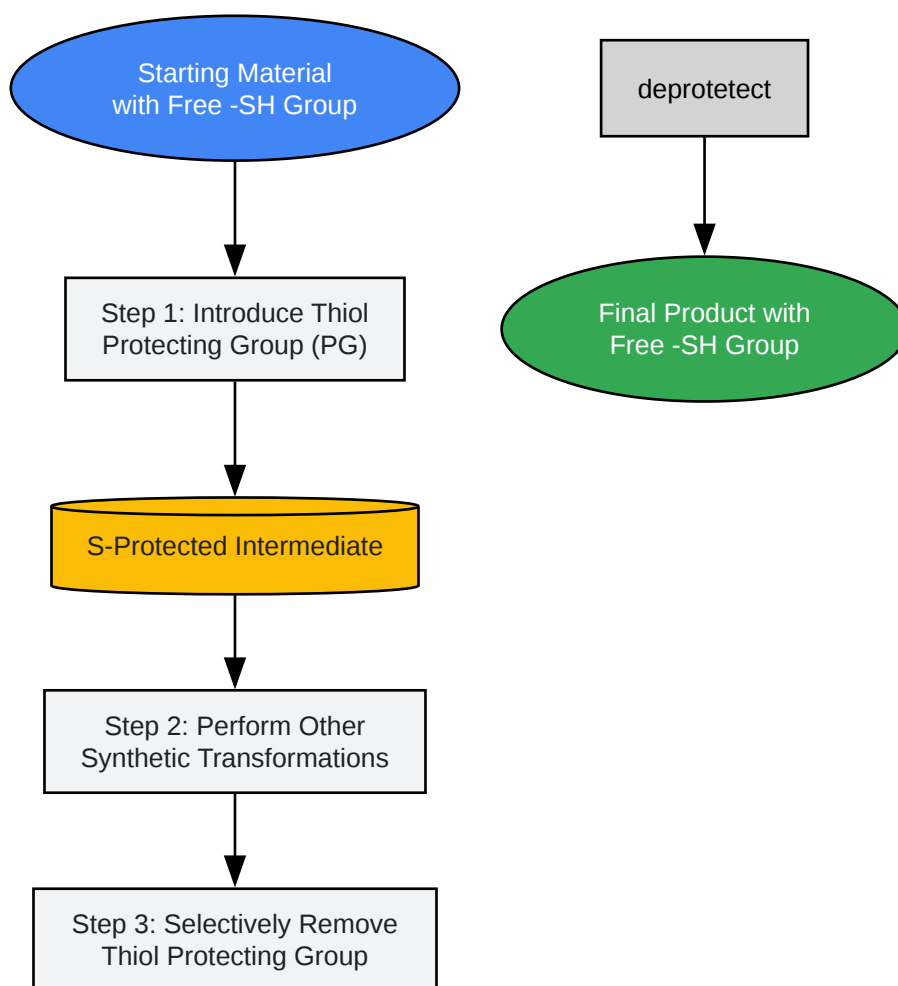 Starting Material
with Free -SH Group
Step 1: Introduce Thiol
Protecting Group (PG)
S-Protected Intermediate
Step 2: Perform Other
Synthetic Transformations
Step 3: Selectively Remove
Thiol Protecting Group
deprotetect
Final Product with
Free -SH Group